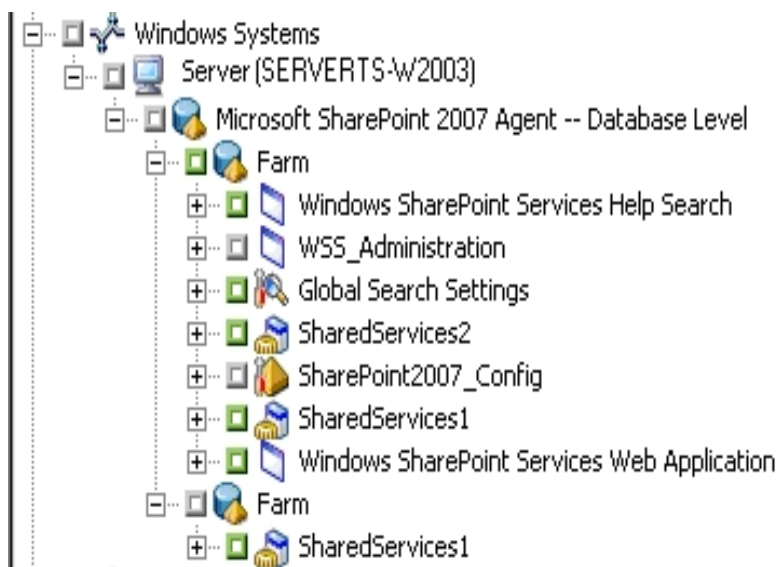 Windows Systems
Server(SERVERTS-W2003)
Microsoft SharePoint 2007 Agent -- Database Level
Farm
Windows SharePoint Services Help Search
WSS_Administration
Global Search Settings
SharedServices2
SharePoint2007_Config
SharedServices1
Windows SharePoint Services Web Application
Farm
SharedServices1